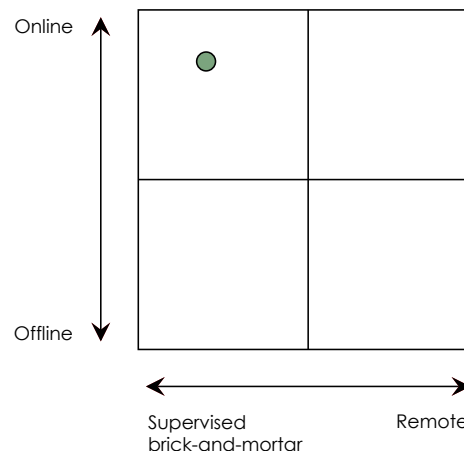 Online
Offline
Supervised
brick-and-mortar
Remote